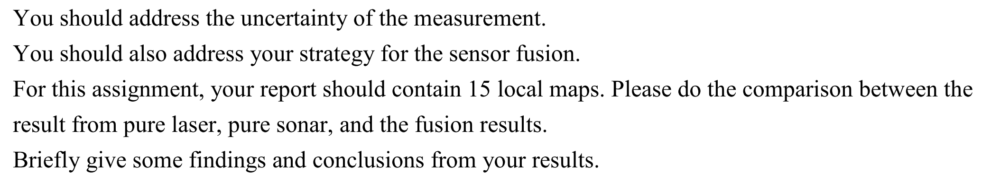 You should address the uncertainty of the measurement.
You should also address your strategy for the sensor fusion.
For this assignment, your report should contain 15 local maps. Please do the comparison between the
result from pure laser, pure sonar, and the fusion results.
Briefly give some findings and conclusions from your results.